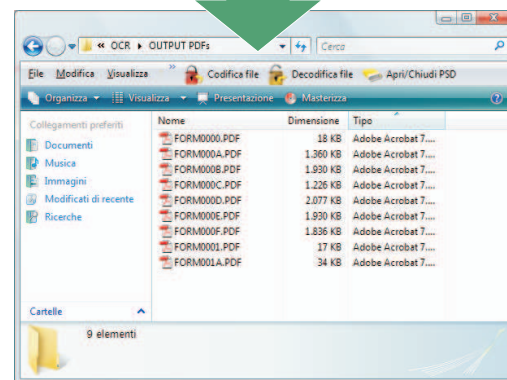 « OCR ▸ OUTPUT PDFs Cerca
File Modifica Visualizza » Codifica file Decodifica file Apri/Chiudi PSD
Organizza Visualizza Presentazione Masterizza
Collegamenti preferiti Nome Dimensione Tipo
Documenti
Musica
Immagini
Modificati di recente
Ricerche
FORM0000.PDF 18 KB Adobe Acrobat 7....
FORM000A.PDF 1.360 KB Adobe Acrobat 7....
FORM000B.PDF 1.930 KB Adobe Acrobat 7....
FORM000C.PDF 1.226 KB Adobe Acrobat 7....
FORM000D.PDF 2.077 KB Adobe Acrobat 7....
FORM000E.PDF 1.930 KB Adobe Acrobat 7....
FORM000F.PDF 1.836 KB Adobe Acrobat 7....
FORM0001.PDF 17 KB Adobe Acrobat 7....
FORM001A.PDF 34 KB Adobe Acrobat 7....
Cartelle
9 elementi